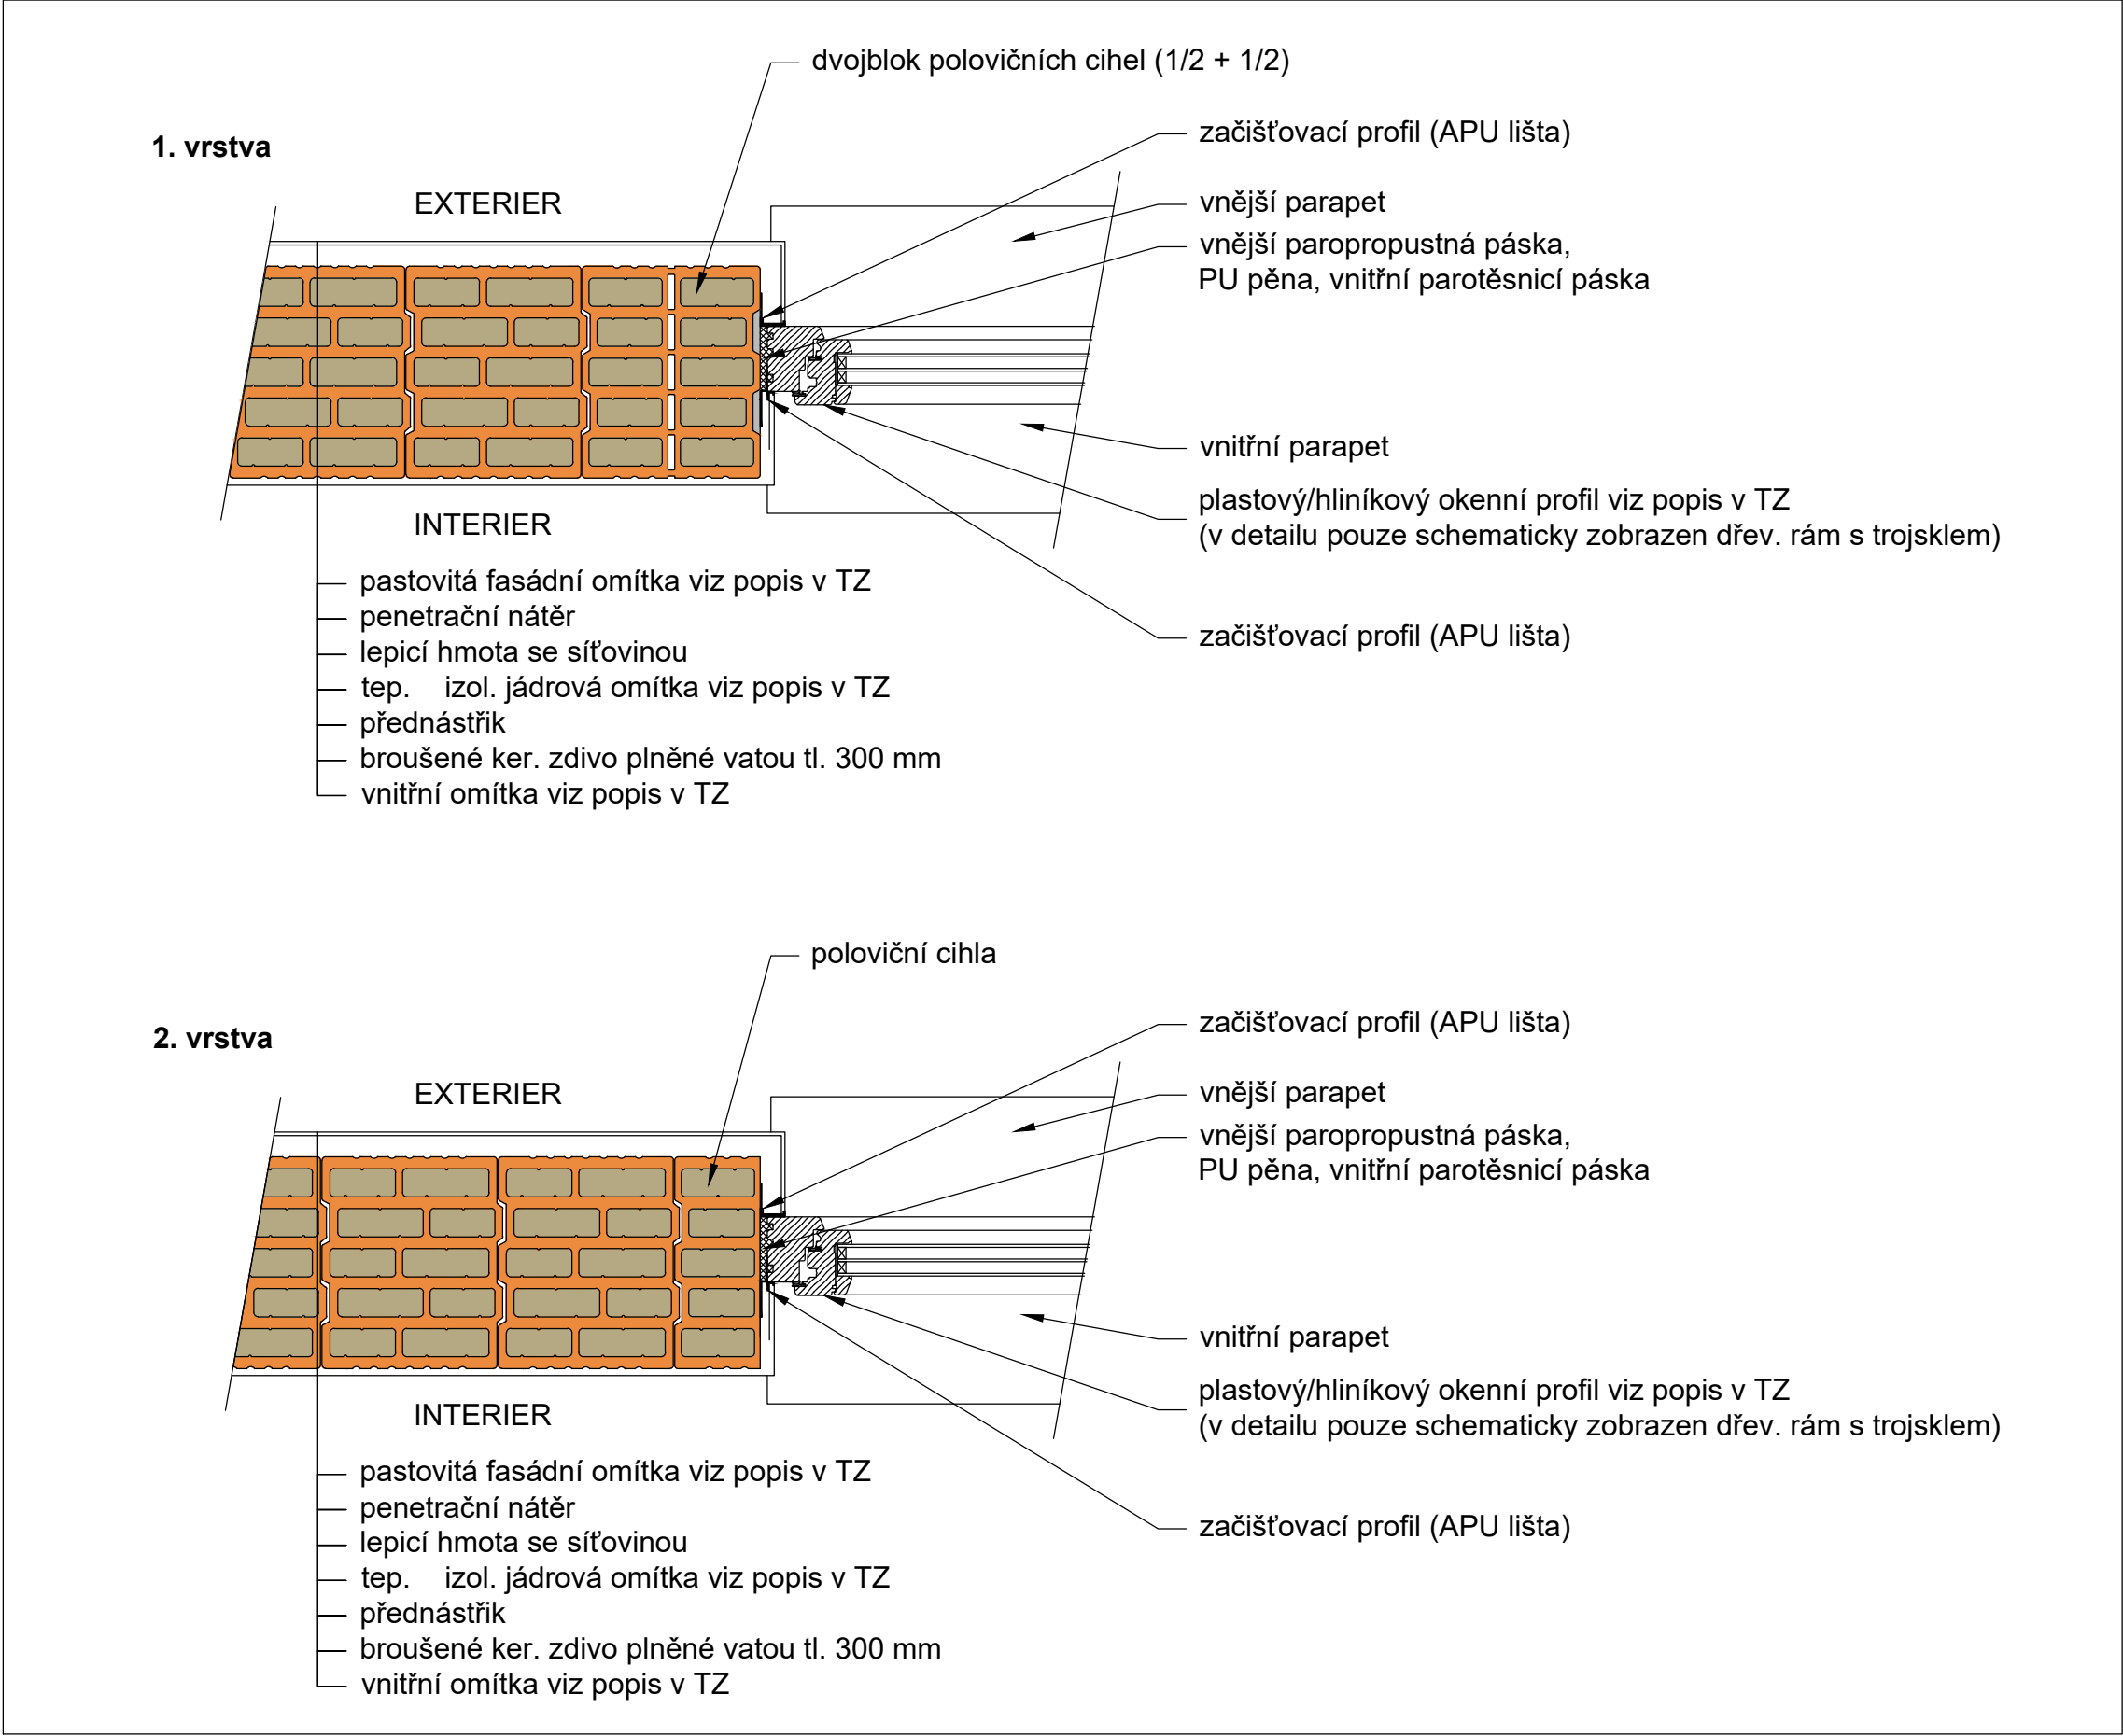 dvojblok polovičních cihel (1/2 + 1/2)
1. vrstva
začišťovací profil (APU lišta)
EXTERIER
vnější parapet
vnější paropropustná páska,
PU pěna, vnitřní parotěsnicí páska
vnitřní parapet
plastový/hliníkový okenní profil viz popis v TZ
(v detailu pouze schematicky zobrazen dřev. rám s trojsklem)
INTERIER
začišťovací profil (APU lišta)
pastovitá fasádní omítka viz popis v TZ
penetrační nátěr
lepicí hmota se síťovinou
tep. izol. jádrová omítka viz popis v TZ
přednástřik
broušené ker. zdivo plněné vatou tl. 300 mm
vnitřní omítka viz popis v TZ
poloviční cihla
2. vrstva
začišťovací profil (APU lišta)
EXTERIER
vnější parapet
vnější paropropustná páska,
PU pěna, vnitřní parotěsnicí páska
vnitřní parapet
plastový/hliníkový okenní profil viz popis v TZ
(v detailu pouze schematicky zobrazen dřev. rám s trojsklem)
INTERIER
začišťovací profil (APU lišta)
pastovitá fasádní omítka viz popis v TZ
penetrační nátěr
lepicí hmota se síťovinou
tep. izol. jádrová omítka viz popis v TZ
přednástřik
broušené ker. zdivo plněné vatou tl. 300 mm
vnitřní omítka viz popis v TZ